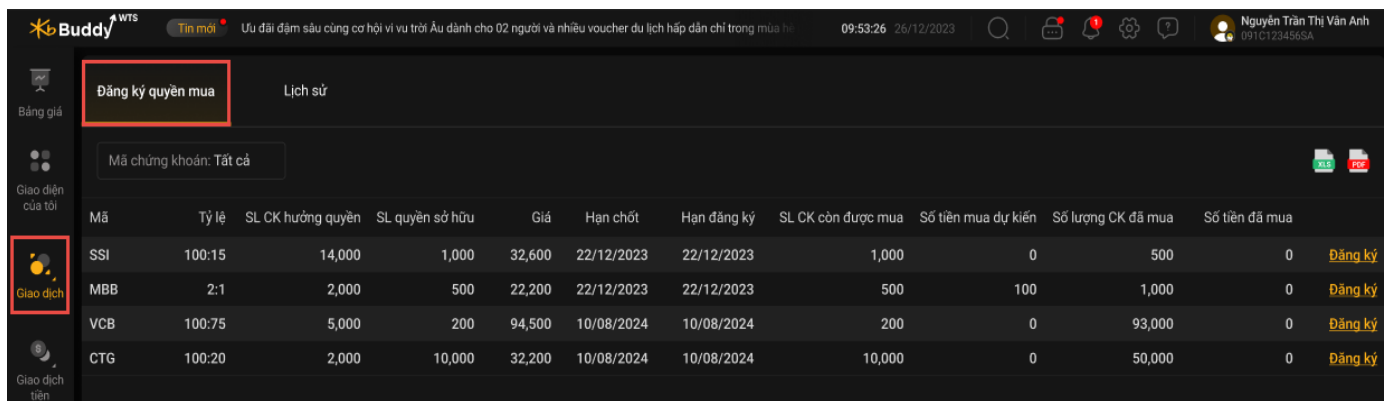 KbBuddy WTS Tin mới Ưu đãi đậm sâu cùng cơ hội vi vu trời Âu dành cho 02 người và nhiều voucher du lịch hấp dẫn chỉ trong mùa hè 09:53:26 26/12/2023 Nguyễn Trần Thị Vân Anh
091C123456SA
Bảng giá
Giao diện của tôi
Giao dịch
Giao dịch tiền
Đăng ký quyền mua Lịch sử
Mã chứng khoán: Tất cả XLS PDF
Mã Tỷ lệ SL CK hưởng quyền SL quyền sở hữu Giá Hạn chốt Hạn đăng ký SL CK còn được mua Số tiền mua dự kiến Số lượng CK đã mua Số tiền đã mua
SSI 100:15 14,000 1,000 32,600 22/12/2023 22/12/2023 1,000 0 500 0 Đăng ký
MBB 2:1 2,000 500 22,200 22/12/2023 22/12/2023 500 100 1,000 0 Đăng ký
VCB 100:75 5,000 200 94,500 10/08/2024 10/08/2024 200 0 93,000 0 Đăng ký
CTG 100:20 2,000 10,000 32,200 10/08/2024 10/08/2024 10,000 0 50,000 0 Đăng ký